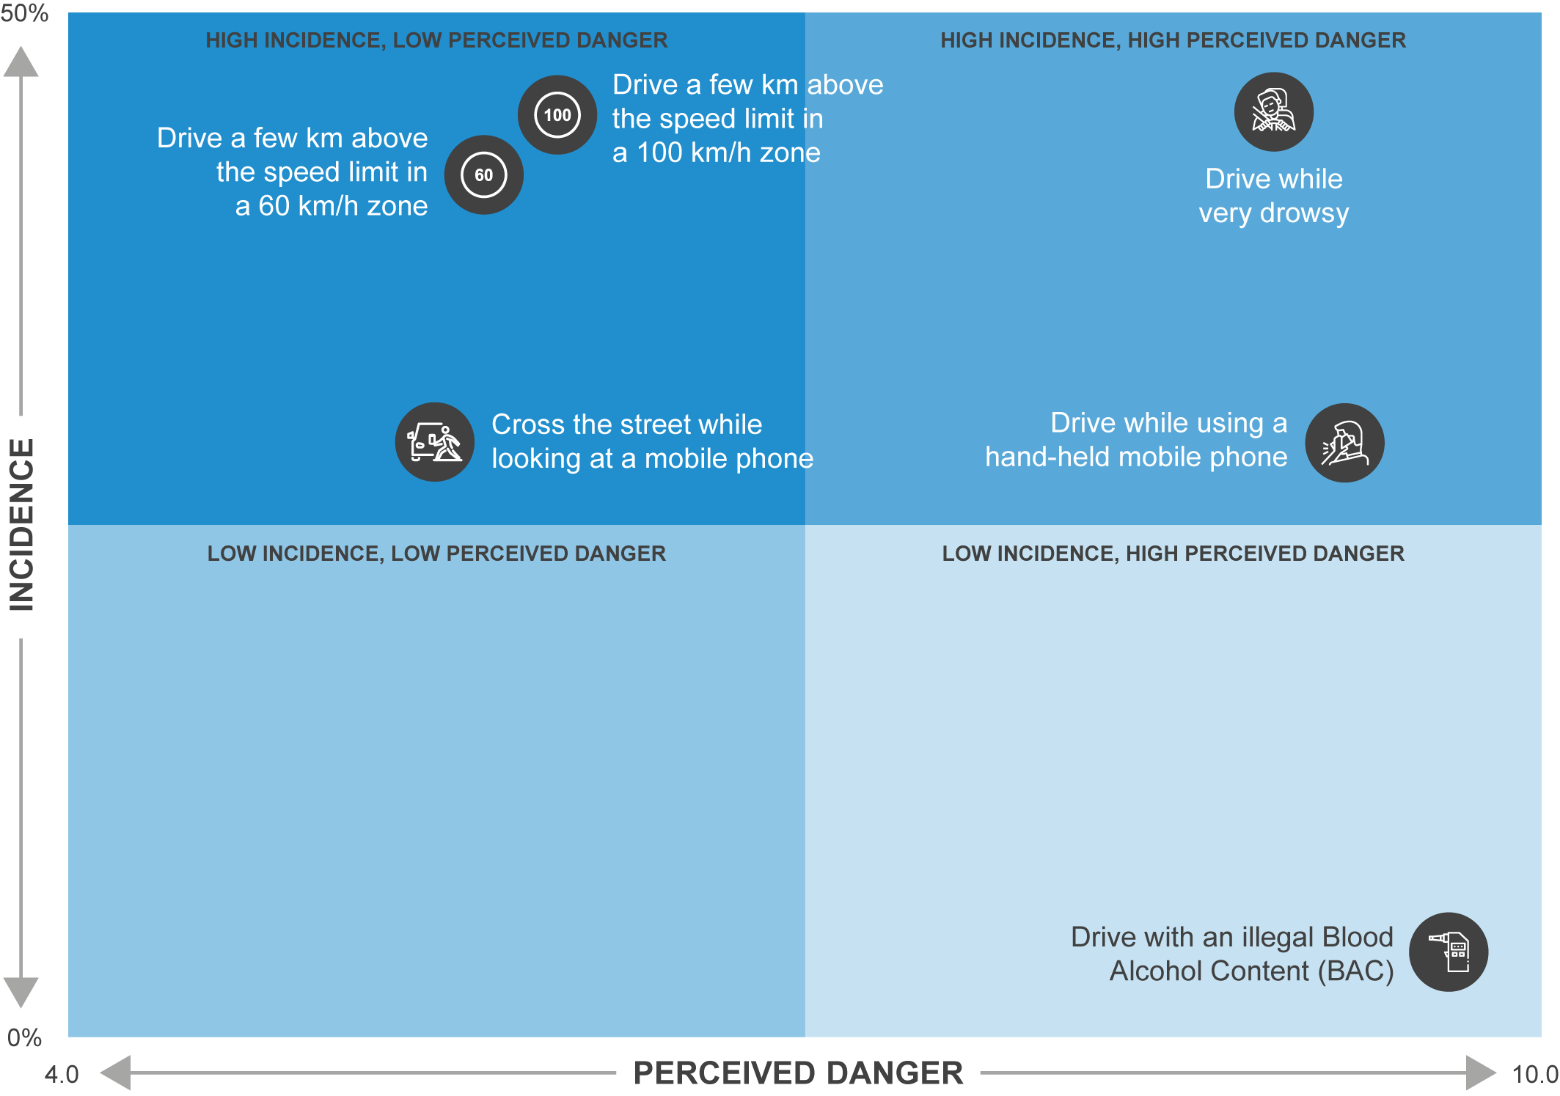 50%
HIGH INCIDENCE, LOW PERCEIVED DANGER
HIGH INCIDENCE, HIGH PERCEIVED DANGER
Drive a few km above
the speed limit in
a 100 km/h zone
100
Drive a few km above
the speed limit in
a 60 km/h zone
60
Drive while
very drowsy
Cross the street while
looking at a mobile phone
Drive while using a
hand-held mobile phone
INCIDENCE
LOW INCIDENCE, LOW PERCEIVED DANGER
LOW INCIDENCE, HIGH PERCEIVED DANGER
Drive with an illegal Blood
Alcohol Content (BAC)
0%
4.0
PERCEIVED DANGER
10.0